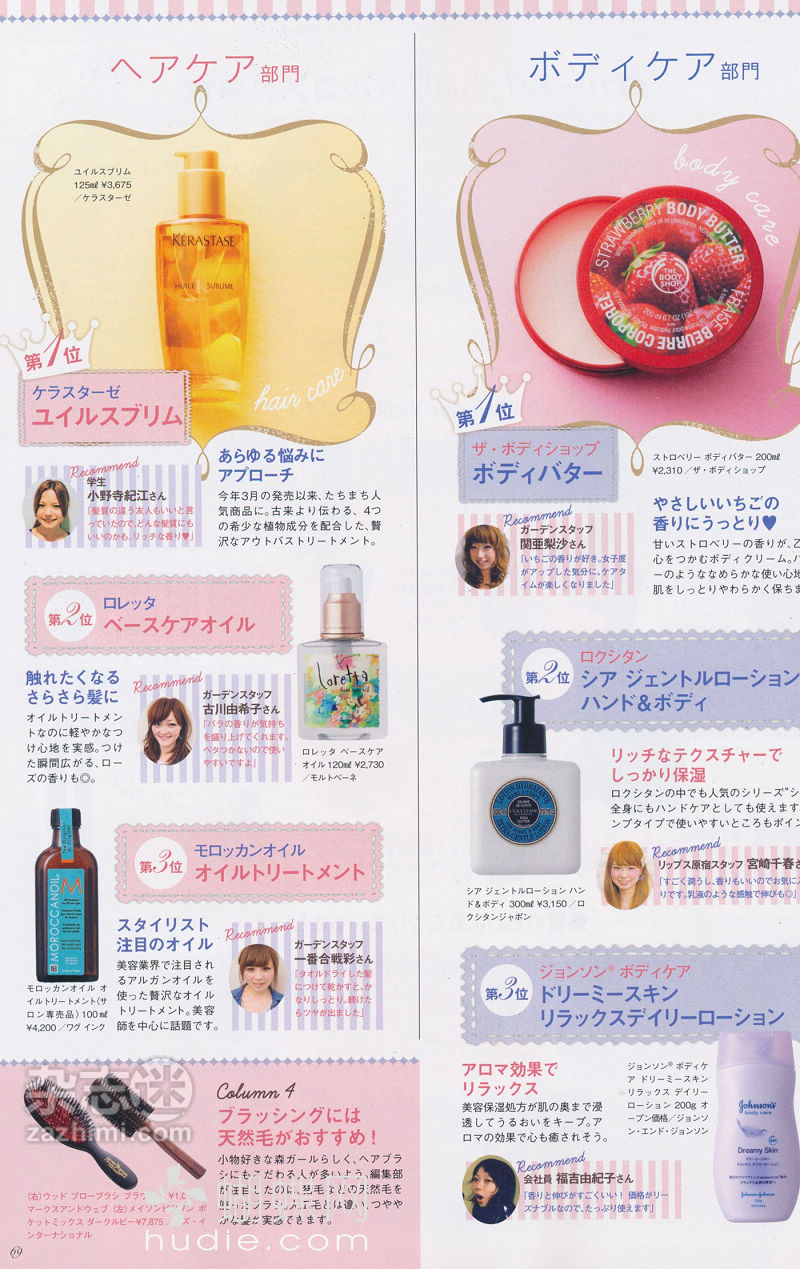 ヘアケア部門
ユイルスブリム
125㎖ ¥3,675
／ケラスターゼ
KÉRASTASE
HUILE SUBLIME
hair care
第1位
ケラスターゼ
ユイルスブリム
Recommend
学生
小野寺紀江さん
「髪質の違う友人もいいと言
っていたので、どんな髪質にも
いいのかも。リッチな香り♥」
あらゆる悩みに
アプローチ
今年3月の発売以来、たちまち人
気商品に。古来より伝わる、4つ
の希少な植物成分を配合した、贅
沢なアウトバストリートメント。
第2位
ロレッタ
ベースケアオイル
触れたくなる
さらさら髪に
オイルトリートメン
トなのに軽やかなつ
け心地を実感。つけ
た瞬間広がる、ロー
ズの香りも◎。
Recommend
ガーデンスタッフ
古川由希子さん
「バラの香りが気持ち
を盛り上げてくれます。
ベタつかないので使い
やすいですよ」
Loretta
ロレッタ ベースケア
オイル 120㎖ ¥2,730
／モルトベーネ
第3位
モロッカンオイル
オイルトリートメント
MOROCCANOIL
スタイリスト
注目のオイル
美容業界で注目され
るアルガンオイルを
使った贅沢なオイル
トリートメント。美容
師を中心に話題です。
Recommend
ガーデンスタッフ
一番合戦彩さん
「タオルドライした髪
につけて乾かすと、か
なりしっとり。続けた
らツヤが出ました」
モロッカンオイル オ
イルトリートメント〈サ
ロン専売品〉100㎖
¥4,200／ワグ インク
Column 4
ブラッシングには
天然毛がおすすめ！
小物好きな森ガールらしく、ヘアブラ
シにもこだわる人が多いよう。編集部
かな髪が実感できます。
(右)ウッド ブローブラシ
マークスアンドウェブ (左)メイソンピアソン ポ
ケットミックス ダークルビー¥7,875
ンターナショナル
杂志迷
zazhimi.com
hudie.com
ボディケア部門
body care
STRAWBERRY BODY BUTTER
THE BODY SHOP
FRAISE BEURRE CORPOREL
第1位
ザ・ボディショップ
ボディバター
ストロベリー ボディバター 200㎖
¥2,310／ザ・ボディショップ
Recommend
ガーデンスタッフ
関亜梨沙さん
「いちごの香りが好き。女子度
がアップした気分に。ケアタ
イムが楽しくなりました」
やさしいいちごの
香りにうっとり♥
甘いストロベリーの香りが、乙
心をつかむボディクリーム。バ
ーのようななめらかな使い心地
肌をしっとりやわらかく保ちま
第2位
ロクシタン
シア ジェントルローション
ハンド&ボディ
リッチなテクスチャーで
しっかり保湿
ロクシタンの中でも人気のシリーズ“シ
全身にもハンドケアとしても使えます
ンプタイプで使いやすいところもポイン
Recommend
リップス原宿スタッフ 宮崎千春さ
「すごく潤うし、香りもいいのでお気に入
りです。乳液のような感触で伸びも◎」
シア ジェントルローション ハン
ド＆ボディ 300㎖ ¥3,150／ロ
クシタンジャポン
第3位
ジョンソン® ボディケア
ドリーミースキン
リラックスデイリーローション
アロマ効果で
リラックス
美容保湿処方が肌の奥まで浸
透してうるおいをキープ。ア
ロマの効果で心も癒されそう。
ジョンソン® ボディケ
ア ドリーミースキン
リラックス デイリー
ローション 200g オ
ープン価格／ジョンソ
ン・エンド・ジョンソン
Johnson's
body care
Dreamy Skin
Recommend
会社員 福吉由紀子さん
「香りと伸びがすごくいい！ 価格がリー
ズナブルなので、たっぷり使えます」